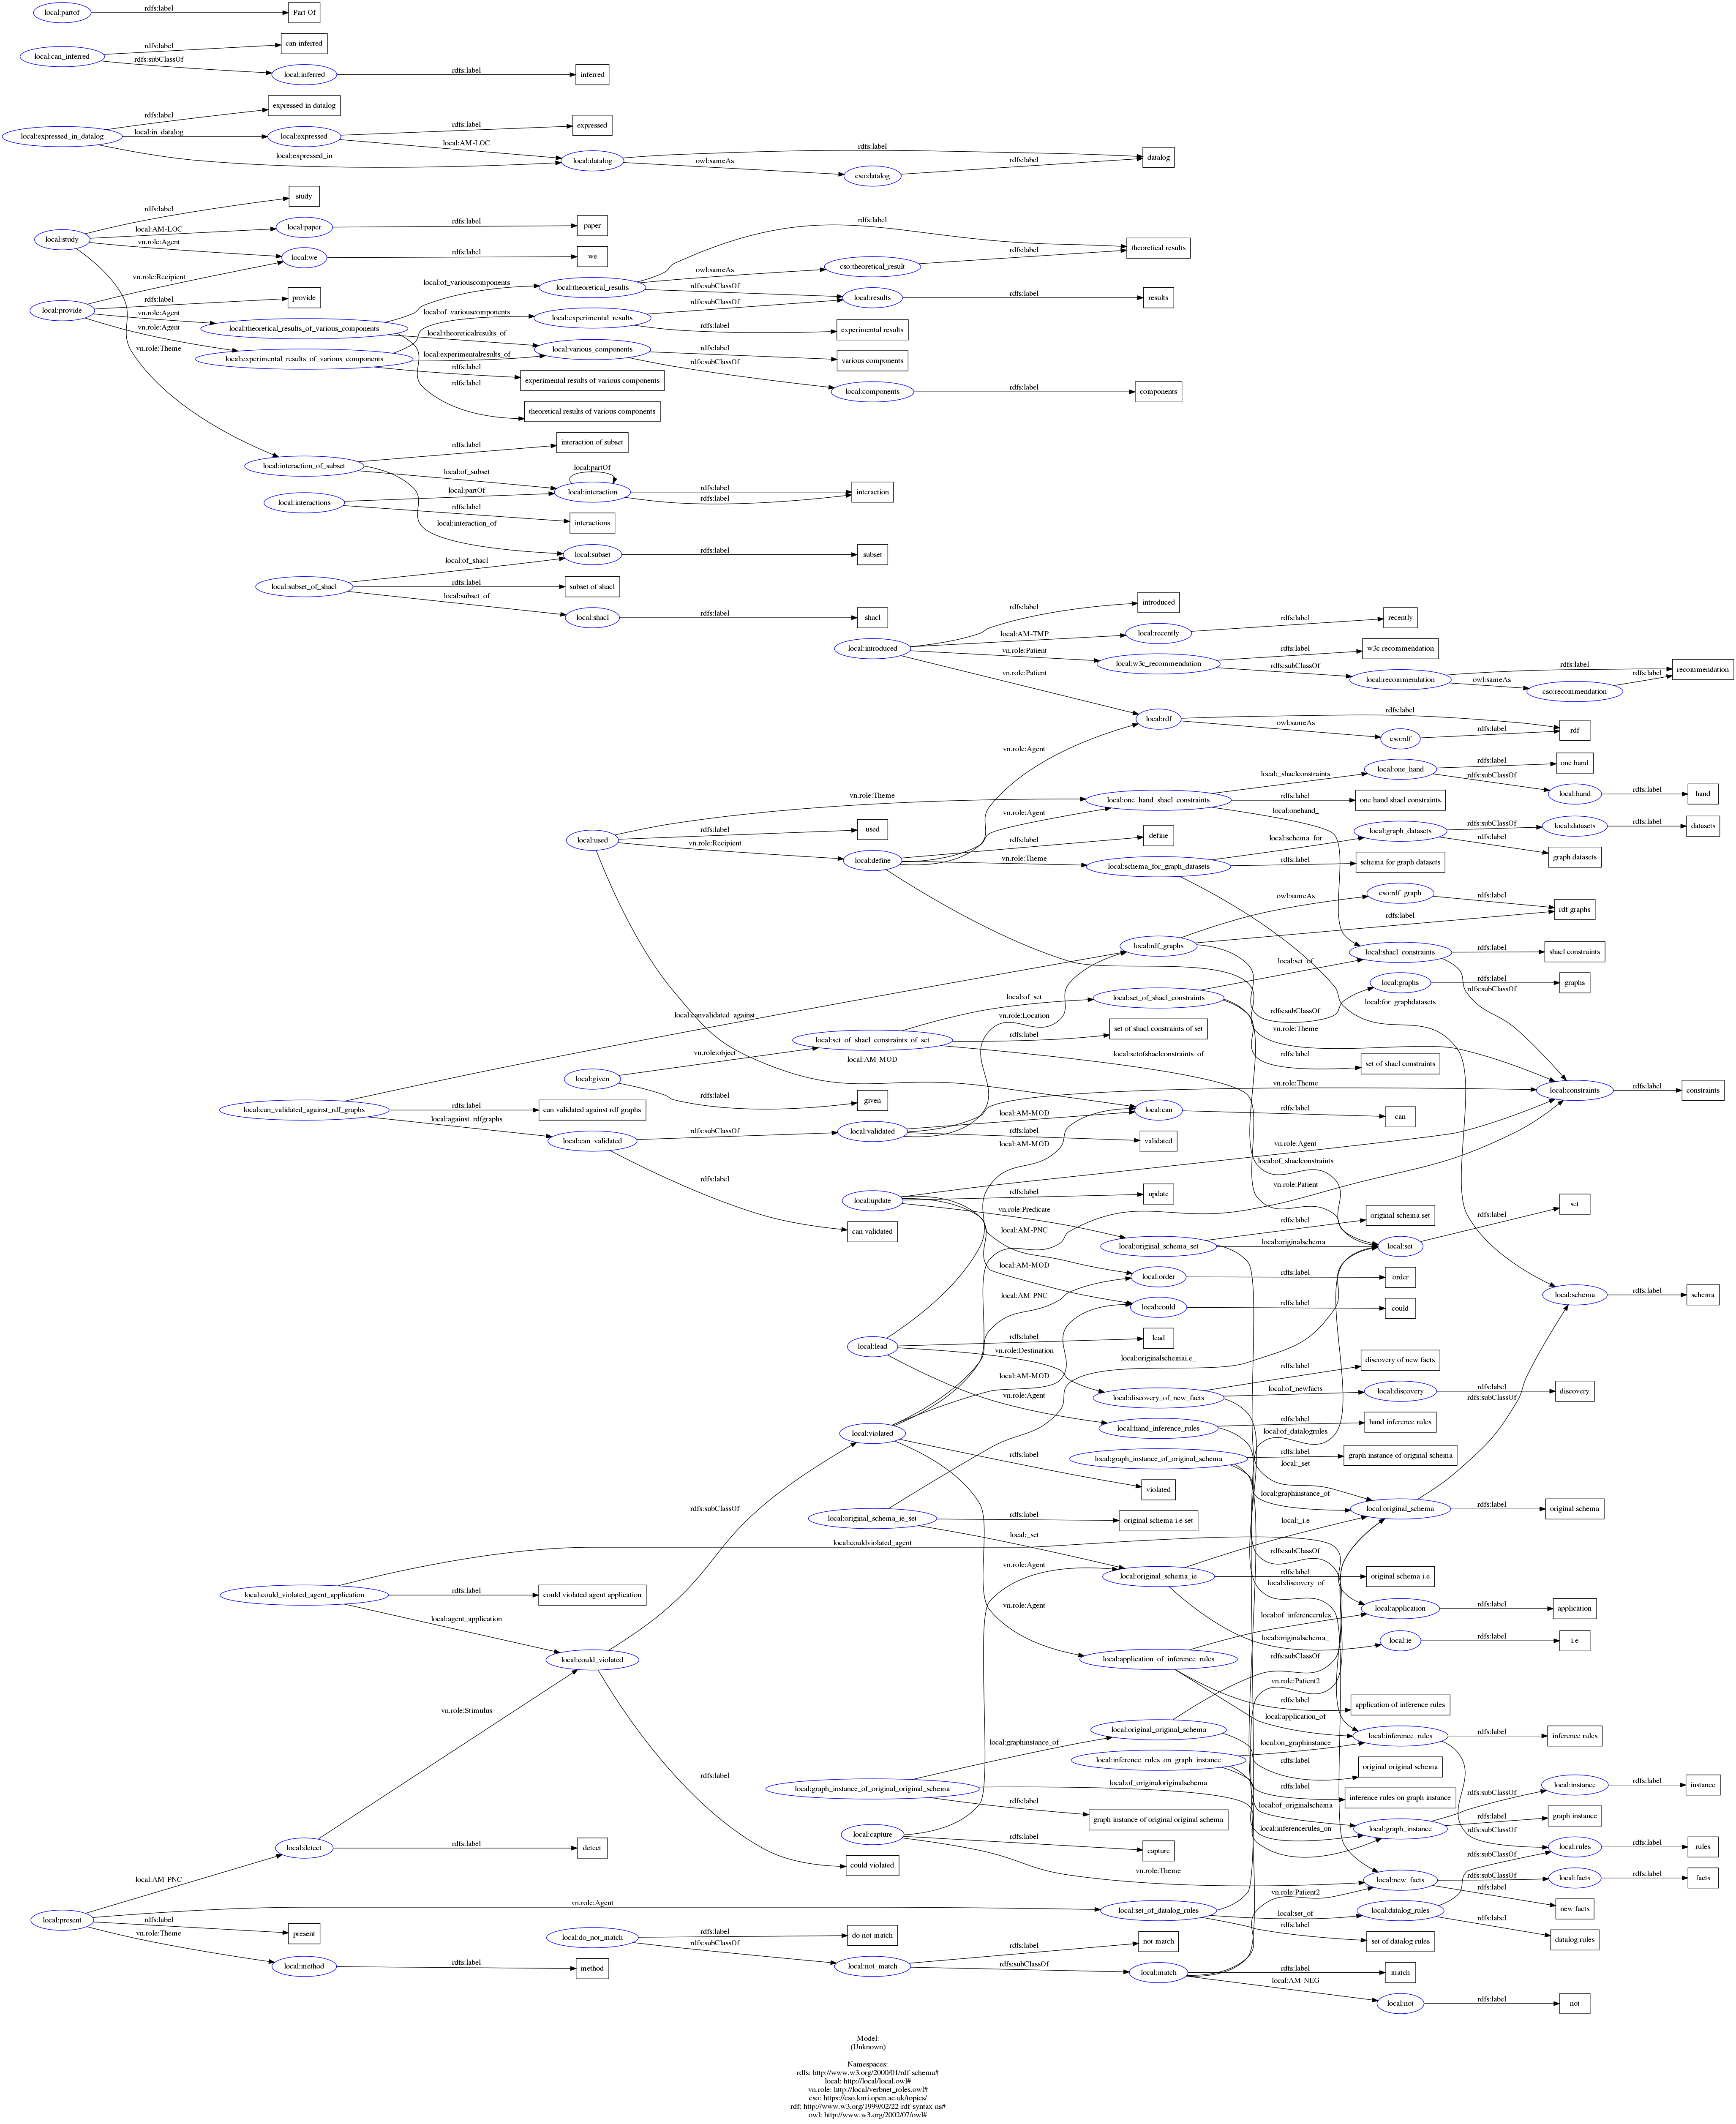 local:partof
rdfs:label
Part Of
local:can_inferred
rdfs:label
can inferred
rdfs:subClassOf
local:inferred
rdfs:label
inferred
local:expressed_in_datalog
rdfs:label
expressed in datalog
local:in_datalog
local:expressed
rdfs:label
expressed
local:AM-LOC
local:expressed_in
local:datalog
rdfs:label
datalog
owl:sameAs
cso:datalog
rdfs:label
local:study
rdfs:label
study
local:AM-LOC
local:paper
rdfs:label
paper
vn.role:Agent
local:we
rdfs:label
we
vn.role:Theme
local:provide
vn.role:Recipient
rdfs:label
provide
vn.role:Agent
vn.role:Agent
local:theoretical_results_of_various_components
local:of_variouscomponents
local:theoretical_results
rdfs:label
theoretical results
owl:sameAs
cso:theoretical_result
rdfs:label
rdfs:subClassOf
local:results
rdfs:label
results
local:theoreticalresults_of
rdfs:label
theoretical results of various components
local:experimental_results_of_various_components
local:of_variouscomponents
local:experimental_results
rdfs:subClassOf
rdfs:label
experimental results
local:experimentalresults_of
local:various_components
rdfs:label
various components
rdfs:subClassOf
local:components
rdfs:label
components
rdfs:label
experimental results of various components
local:interaction_of_subset
rdfs:label
interaction of subset
local:of_subset
local:interaction
local:partOf
rdfs:label
rdfs:label
interaction
local:interaction_of
local:interactions
local:partOf
rdfs:label
interactions
local:subset
rdfs:label
subset
local:subset_of_shacl
local:of_shacl
rdfs:label
subset of shacl
local:subset_of
local:shacl
rdfs:label
shacl
local:introduced
rdfs:label
introduced
local:AM-TMP
local:recently
rdfs:label
recently
vn.role:Patient
local:w3c_recommendation
rdfs:label
w3c recommendation
rdfs:subClassOf
local:recommendation
rdfs:label
recommendation
owl:sameAs
cso:recommendation
rdfs:label
vn.role:Patient
local:rdf
rdfs:label
rdf
owl:sameAs
cso:rdf
rdfs:label
local:used
vn.role:Theme
rdfs:label
used
vn.role:Recipient
local:AM-MOD
local:define
vn.role:Agent
vn.role:Agent
rdfs:label
define
vn.role:Theme
vn.role:Theme
local:one_hand_shacl_constraints
local:_shaclconstraints
local:one_hand
rdfs:label
one hand
rdfs:subClassOf
local:hand
rdfs:label
hand
rdfs:label
one hand shacl constraints
local:onehand_
local:schema_for_graph_datasets
local:schema_for
local:graph_datasets
rdfs:subClassOf
local:datasets
rdfs:label
datasets
rdfs:label
graph datasets
rdfs:label
schema for graph datasets
local:for_graphdatasets
local:rdf_graphs
owl:sameAs
cso:rdf_graph
rdfs:label
rdf graphs
rdfs:label
rdfs:subClassOf
local:graphs
rdfs:label
graphs
local:shacl_constraints
rdfs:label
shacl constraints
rdfs:subClassOf
local:set_of_shacl_constraints
local:set_of
rdfs:label
set of shacl constraints
local:of_shaclconstraints
local:given
vn.role:object
rdfs:label
given
local:set_of_shacl_constraints_of_set
local:of_set
rdfs:label
set of shacl constraints of set
local:setofshaclconstraints_of
local:can_validated_against_rdf_graphs
local:canvalidated_against
rdfs:label
can validated against rdf graphs
local:against_rdfgraphs
local:can_validated
rdfs:subClassOf
rdfs:label
can validated
local:validated
vn.role:Location
vn.role:Theme
local:AM-MOD
rdfs:label
validated
local:can
rdfs:label
can
local:constraints
rdfs:label
constraints
local:update
vn.role:Agent
rdfs:label
update
vn.role:Predicate
local:AM-PNC
local:AM-MOD
local:original_schema_set
rdfs:label
original schema set
local:originalschema_
local:_set
local:set
rdfs:label
set
local:order
rdfs:label
order
local:could
rdfs:label
could
local:schema
rdfs:label
schema
local:lead
local:AM-MOD
rdfs:label
lead
vn.role:Destination
vn.role:Agent
local:discovery_of_new_facts
rdfs:label
discovery of new facts
local:of_newfacts
local:discovery
rdfs:label
discovery
local:discovery_of
local:hand_inference_rules
rdfs:label
hand inference rules
rdfs:subClassOf
local:violated
vn.role:Patient
local:AM-PNC
local:AM-MOD
rdfs:label
violated
vn.role:Agent
local:graph_instance_of_original_schema
rdfs:label
graph instance of original schema
local:graphinstance_of
local:of_originalschema
local:original_schema
rdfs:label
original schema
rdfs:subClassOf
local:original_schema_ie_set
local:originalschemai.e_
rdfs:label
original schema i.e set
local:_set
local:original_schema_ie
local:_i.e
rdfs:label
original schema i.e
local:originalschema_
local:ie
rdfs:label
i.e
local:could_violated_agent_application
local:couldviolated_agent
rdfs:label
could violated agent application
local:agent_application
local:could_violated
rdfs:subClassOf
rdfs:label
could violated
local:application
rdfs:label
application
local:application_of_inference_rules
local:of_inferencerules
rdfs:label
application of inference rules
local:application_of
local:inference_rules
rdfs:label
inference rules
rdfs:subClassOf
local:original_original_schema
rdfs:subClassOf
rdfs:label
original original schema
local:inference_rules_on_graph_instance
local:on_graphinstance
rdfs:label
inference rules on graph instance
local:inferencerules_on
local:graph_instance_of_original_original_schema
local:graphinstance_of
local:of_originaloriginalschema
rdfs:label
graph instance of original original schema
local:graph_instance
rdfs:subClassOf
local:instance
rdfs:label
instance
rdfs:label
graph instance
local:capture
vn.role:Agent
rdfs:label
capture
vn.role:Theme
local:rules
rdfs:label
rules
local:new_facts
rdfs:subClassOf
local:facts
rdfs:label
facts
rdfs:label
new facts
local:present
local:AM-PNC
local:detect
vn.role:Stimulus
rdfs:label
detect
vn.role:Agent
rdfs:label
present
vn.role:Theme
local:method
rdfs:label
method
local:set_of_datalog_rules
local:of_datalogrules
local:set_of
local:datalog_rules
rdfs:subClassOf
rdfs:label
datalog rules
rdfs:label
set of datalog rules
local:do_not_match
rdfs:label
do not match
rdfs:subClassOf
local:not_match
rdfs:label
not match
rdfs:subClassOf
local:match
vn.role:Patient2
vn.role:Patient2
rdfs:label
match
local:AM-NEG
local:not
rdfs:label
not
Model:
(Unknown)
Namespaces:
rdfs: http://www.w3.org/2000/01/rdf-schema#
local: http://local/local.owl#
vn.role: http://local/verbnet_roles.owl#
cso: https://cso.kmi.open.ac.uk/topics/
rdf: http://www.w3.org/1999/02/22-rdf-syntax-ns#
owl: http://www.w3.org/2002/07/owl#